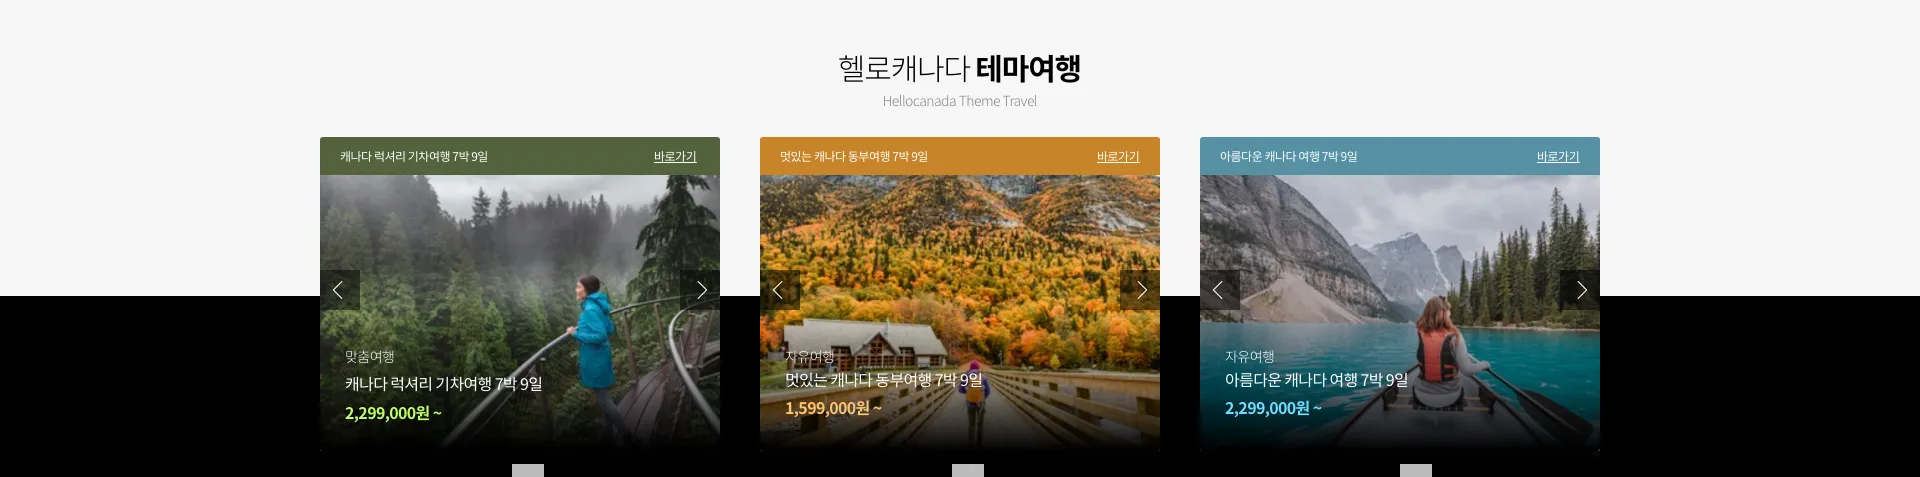 헬로캐나다 테마여행
Hellocanada Theme Travel
캐나다 럭셔리 기차여행 7박 9일
바로가기
맞춤여행
캐나다 럭셔리 기차여행 7박 9일
2,299,000원 ~
멋있는 캐나다 동부여행 7박 9일
바로가기
자유여행
멋있는 캐나다 동부여행 7박 9일
1,599,000원 ~
아름다운 캐나다 여행 7박 9일
바로가기
자유여행
아름다운 캐나다 여행 7박 9일
2,299,000원 ~